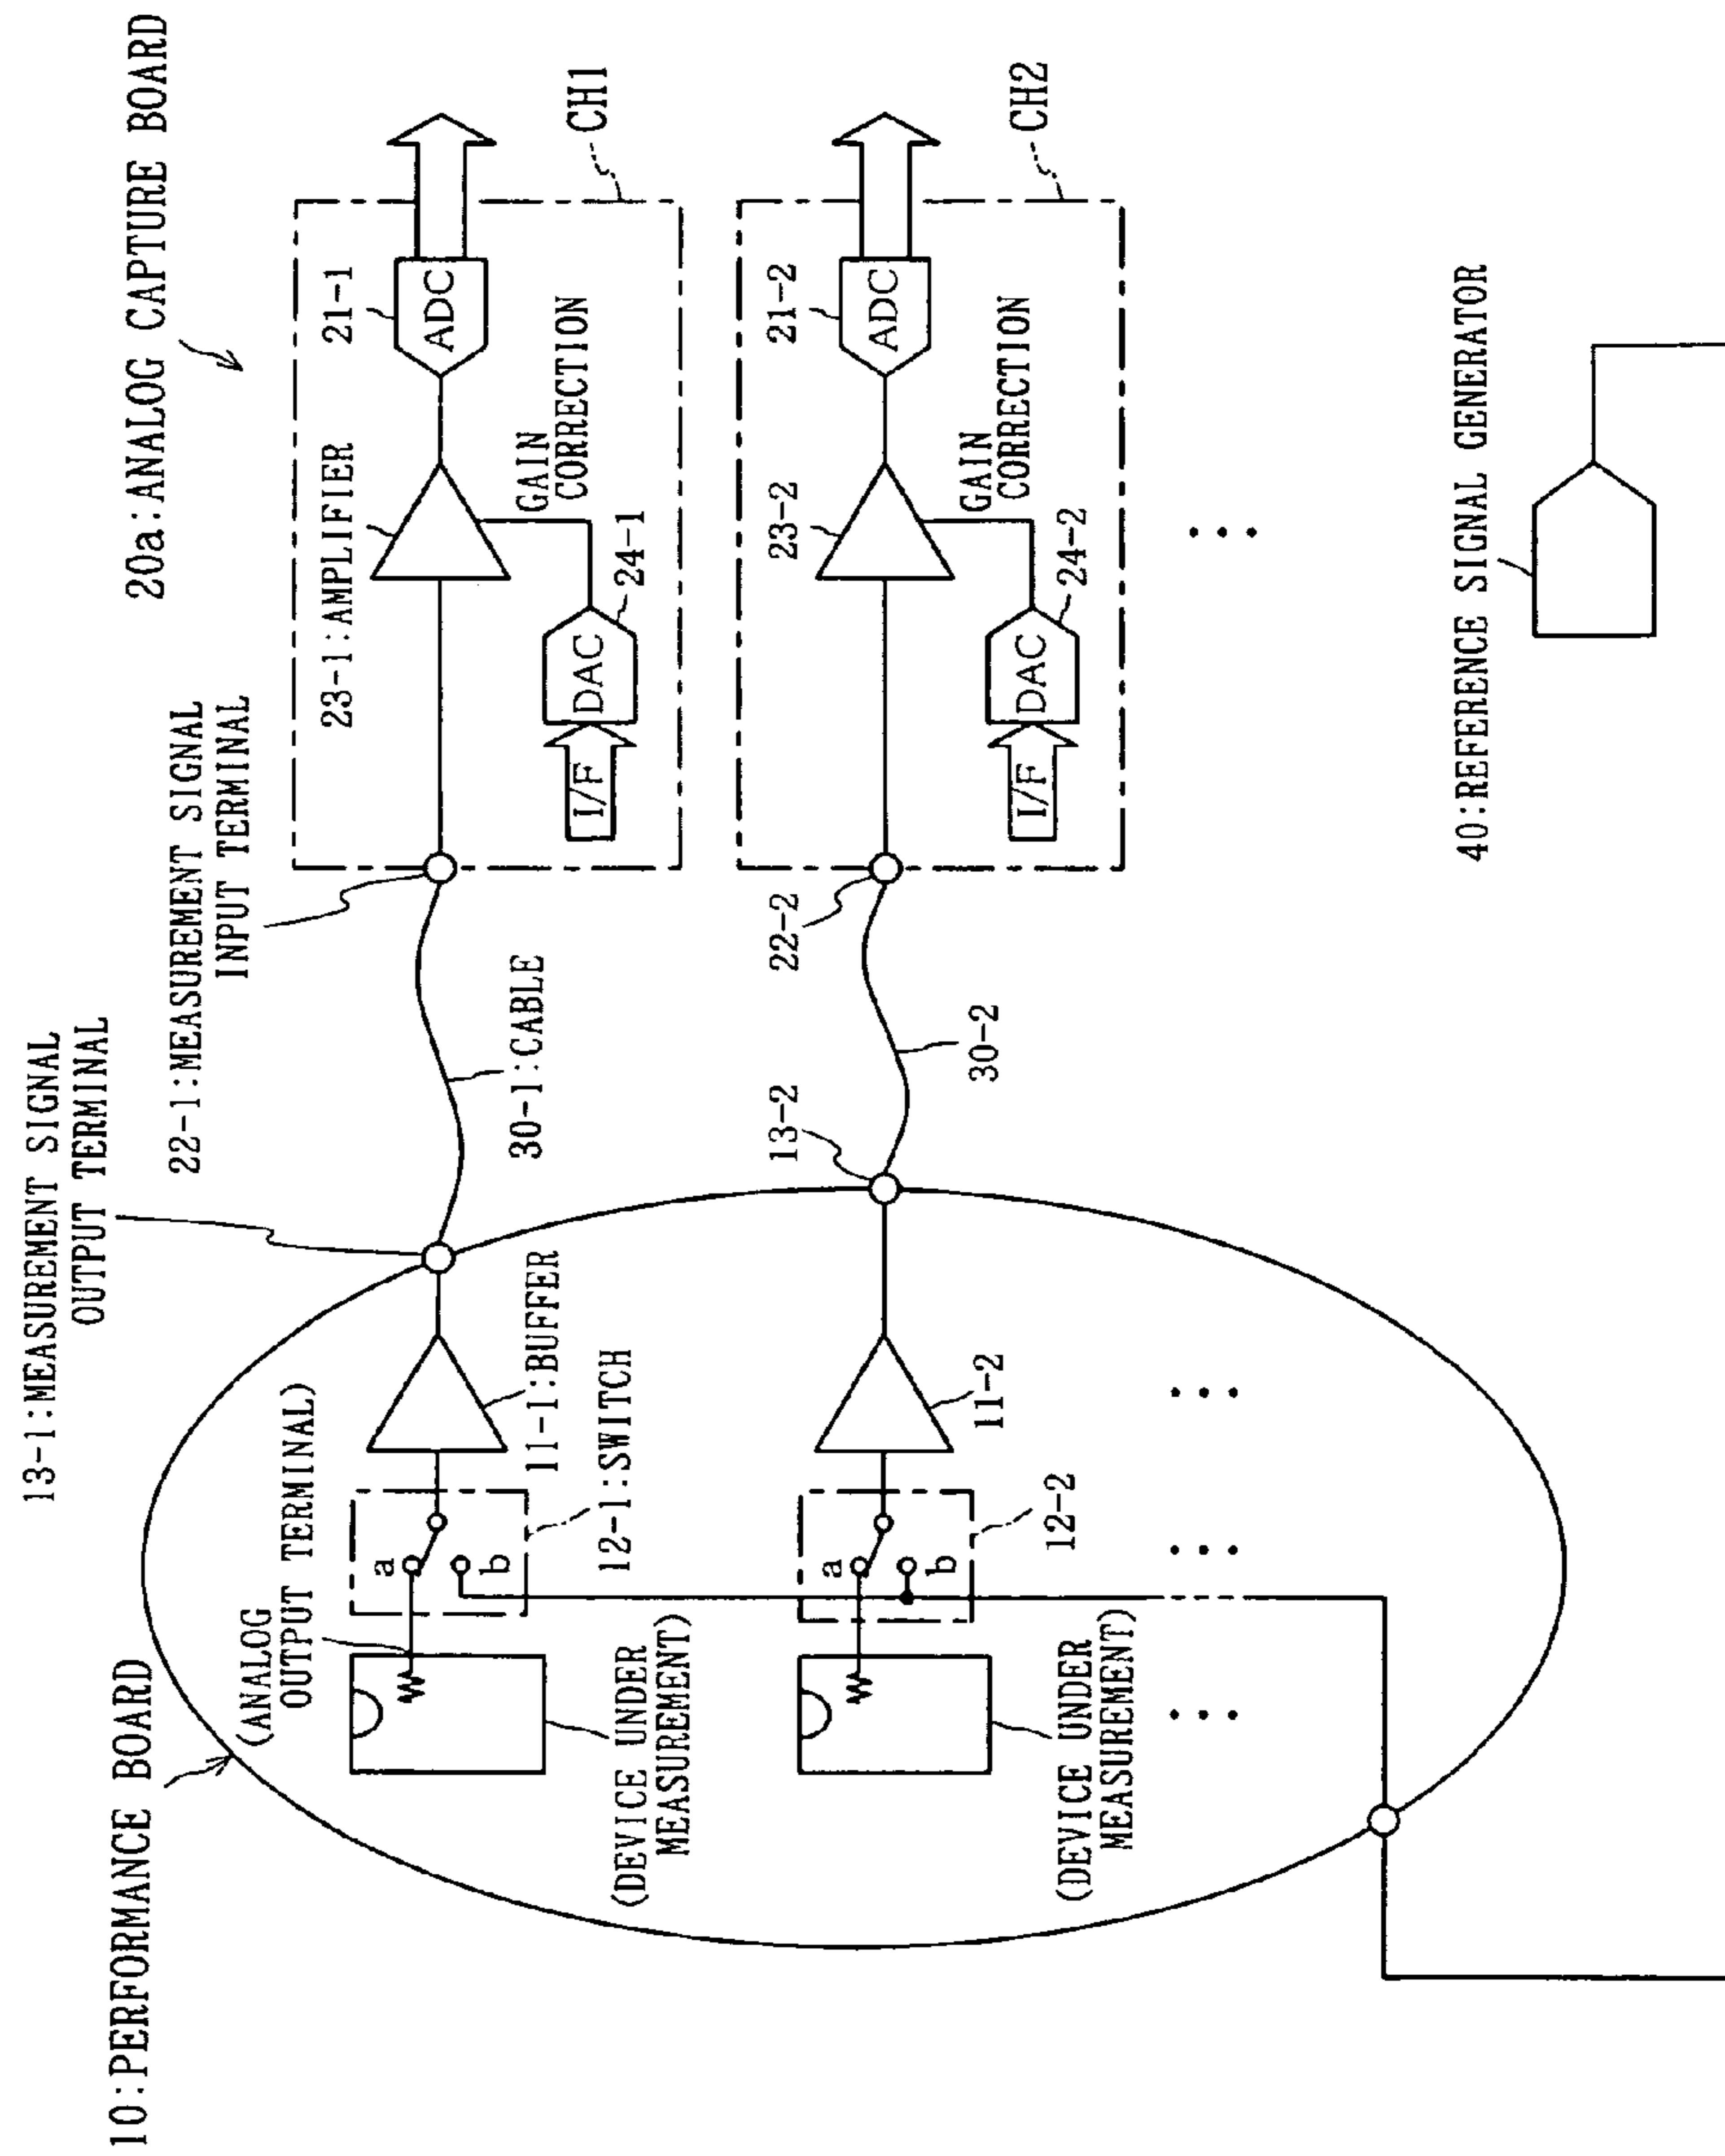 10:PERFORMANCE BOARD
13-1:MEASUREMENT SIGNAL
OUTPUT TERMINAL
22-1:MEASUREMENT SIGNAL
INPUT TERMINAL
20a:ANALOG CAPTURE BOARD
(ANALOG
OUTPUT TERMINAL)
a
b
12-1:SWITCH
11-1:BUFFER
(DEVICE UNDER
MEASUREMENT)
30-1:CABLE
23-1:AMPLIFIER
21-1
ADC
GAIN
CORRECTION
I/F
DAC
24-1
CH1
a
b
12-2
11-2
(DEVICE UNDER
MEASUREMENT)
13-2
30-2
22-2
23-2
21-2
ADC
GAIN
CORRECTION
I/F
DAC
24-2
CH2
40:REFERENCE SIGNAL GENERATOR